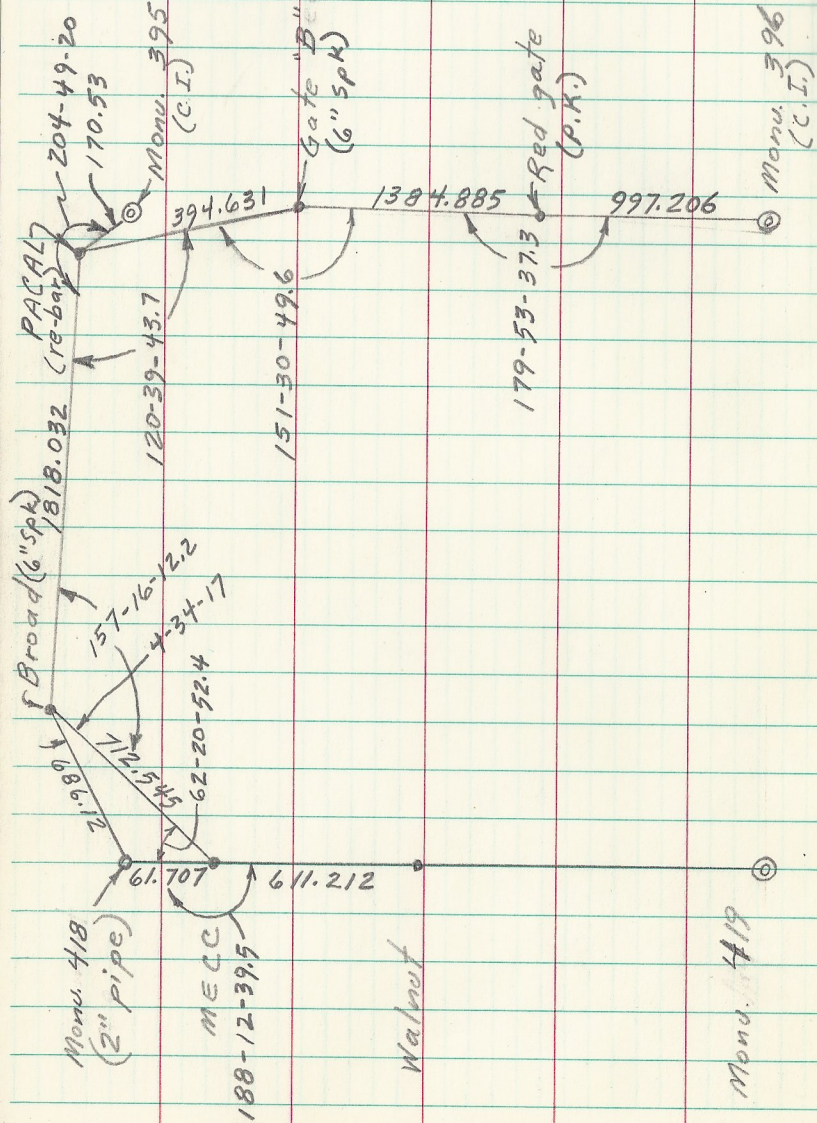 204-49-20
170.53
Monu. 395
(C.I.)
Gate "B"
(6" Spk)
Red gate
(P.K.)
Monu. 396
(C.I.)
PACAL
(re-bar)
394.631
1384.885
997.206
120-39-43.7
151-30-49.6
179-53-37.3
1818.032
Broad (6" Spk)
157-16-12.2
4-34-17
712.545
62-20-52.4
61.707
611.212
Monu. 418
(2" pipe)
MECC
188-12-39.5
Walnut
Monu. 419